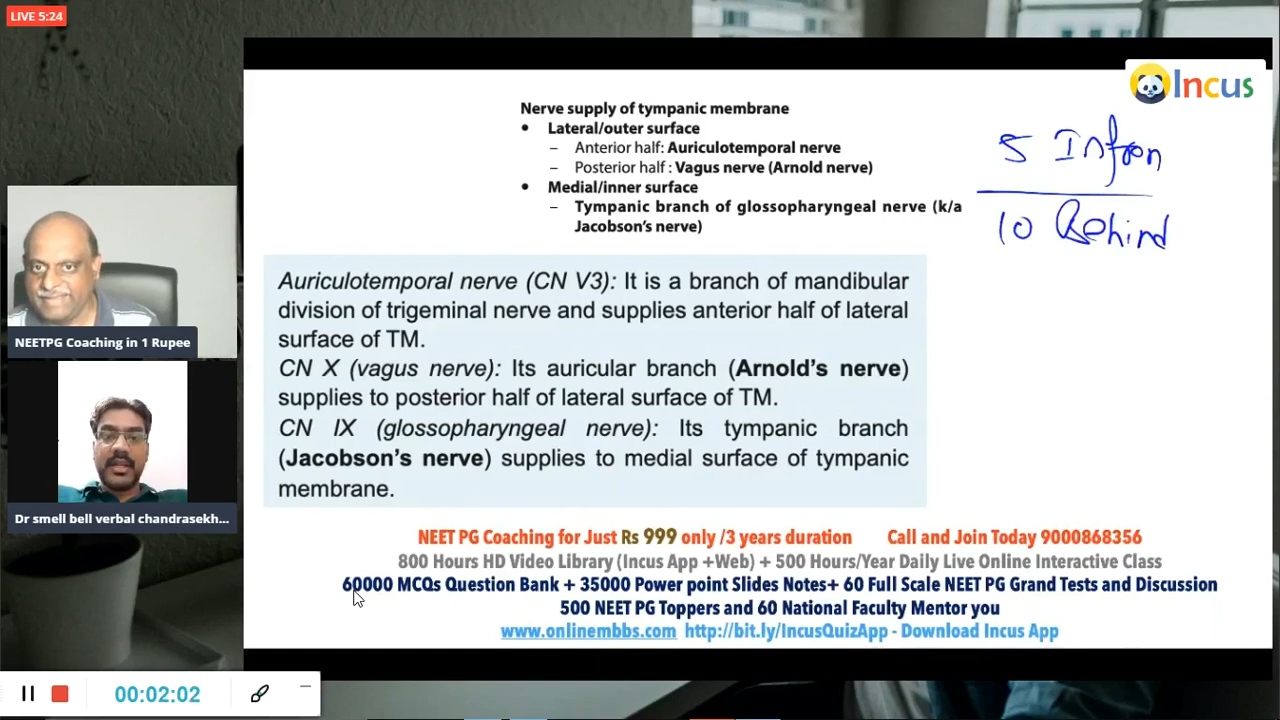 LIVE 5:24
Incus
Nerve supply of tympanic membrane
• Lateral/outer surface
– Anterior half: Auriculotemporal nerve
– Posterior half : Vagus nerve (Arnold nerve)
• Medial/inner surface
– Tympanic branch of glossopharyngeal nerve (k/a
Jacobson's nerve)
5 Infron
10 Behind
Auriculotemporal nerve (CN V3): It is a branch of mandibular
division of trigeminal nerve and supplies anterior half of lateral
surface of TM.
CN X (vagus nerve): Its auricular branch (Arnold's nerve)
supplies to posterior half of lateral surface of TM.
CN IX (glossopharyngeal nerve): Its tympanic branch
(Jacobson's nerve) supplies to medial surface of tympanic
membrane.
NEETPG Coaching in 1 Rupee
Dr smell bell verbal chandrasekh...
NEET PG Coaching for Just Rs 999 only /3 years duration Call and Join Today 9000868356
800 Hours HD Video Library (Incus App +Web) + 500 Hours/Year Daily Live Online Interactive Class
60000 MCQs Question Bank + 35000 Power point Slides Notes+ 60 Full Scale NEET PG Grand Tests and Discussion
500 NEET PG Toppers and 60 National Faculty Mentor you
www.onlinembbs.com http://bit.ly/IncusQuizApp - Download Incus App
00:02:02